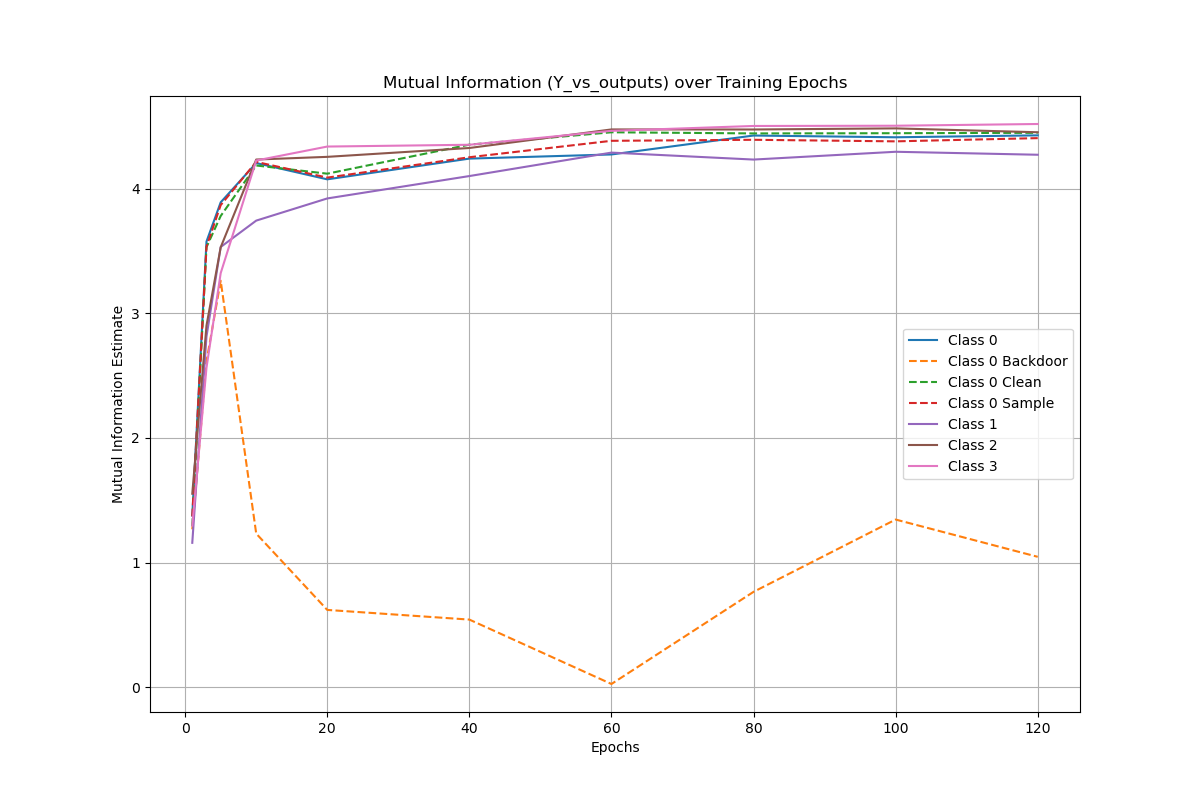 Mutual Information (Y_vs_outputs) over Training Epochs
Mutual Information Estimate
4
3
2
1
0
Class 0
Class 0 Backdoor
Class 0 Clean
Class 0 Sample
Class 1
Class 2
Class 3
0 20 40 60 80 100 120
Epochs